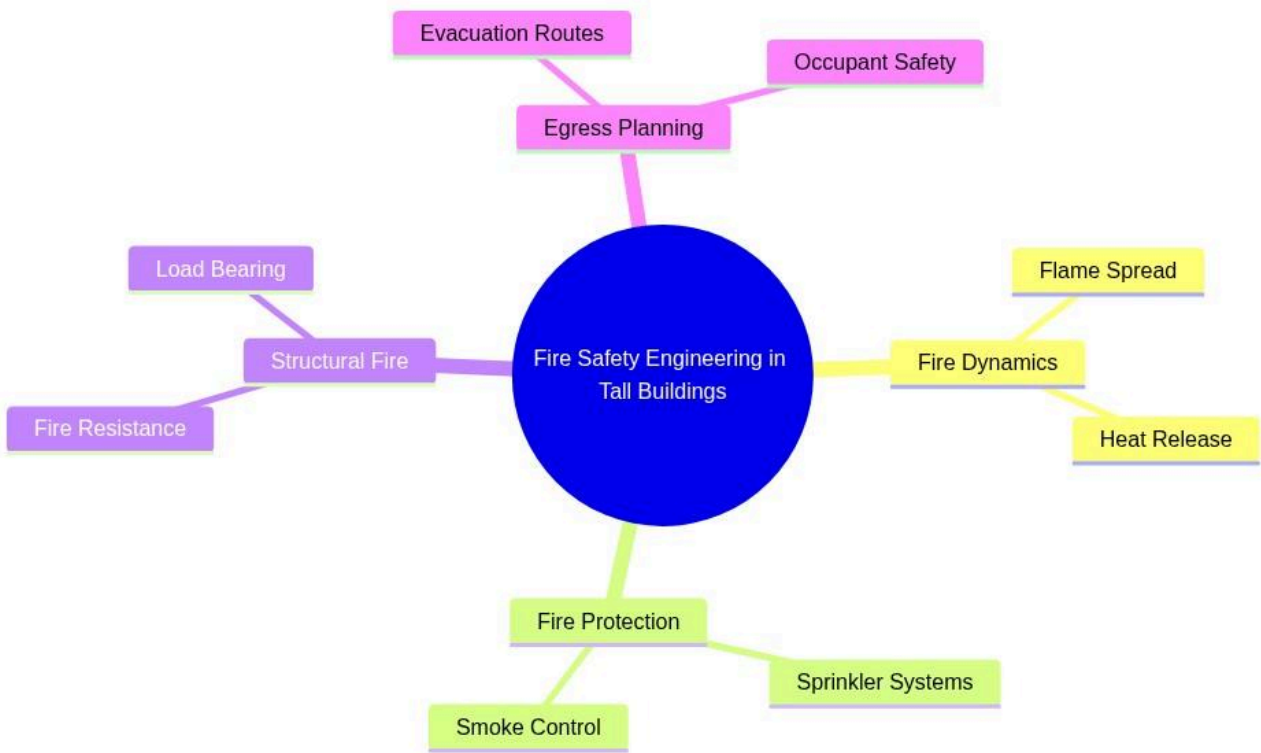 Evacuation Routes
Occupant Safety
Egress Planning
Load Bearing
Flame Spread
Structural Fire
Fire Safety Engineering in
Tall Buildings
Fire Dynamics
Fire Resistance
Heat Release
Fire Protection
Sprinkler Systems
Smoke Control